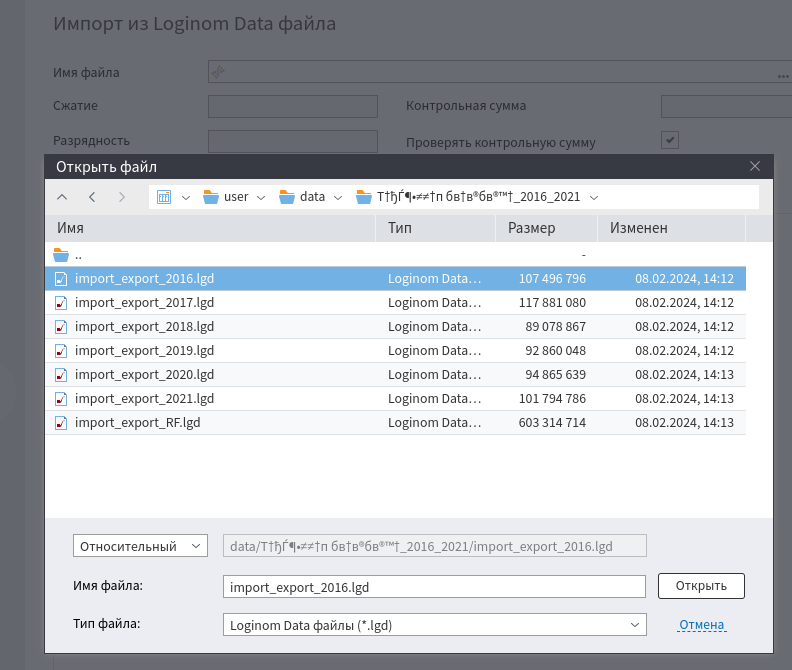 Импорт из Loginom Data файла
Имя файла
...
Сжатие
Контрольная сумма
Разрядность
Проверять контрольную сумму
Открыть файл
user data Т†ђЃ¶•≠≠†п бв†в®бв®™†_2016_2021
Имя Тип Размер Изменен
.. -
import_export_2016.lgd Loginom Data… 107 496 796 08.02.2024, 14:12
import_export_2017.lgd Loginom Data… 117 881 080 08.02.2024, 14:12
import_export_2018.lgd Loginom Data… 89 078 867 08.02.2024, 14:12
import_export_2019.lgd Loginom Data… 92 860 048 08.02.2024, 14:12
import_export_2020.lgd Loginom Data… 94 865 639 08.02.2024, 14:13
import_export_2021.lgd Loginom Data… 101 794 786 08.02.2024, 14:13
import_export_RF.lgd Loginom Data… 603 314 714 08.02.2024, 14:13
Относительный data/Т†ђЃ¶•≠≠†п бв†в®бв®™†_2016_2021/import_export_2016.lgd
Имя файла: import_export_2016.lgd Открыть
Тип файла: Loginom Data файлы (*.lgd) Отмена